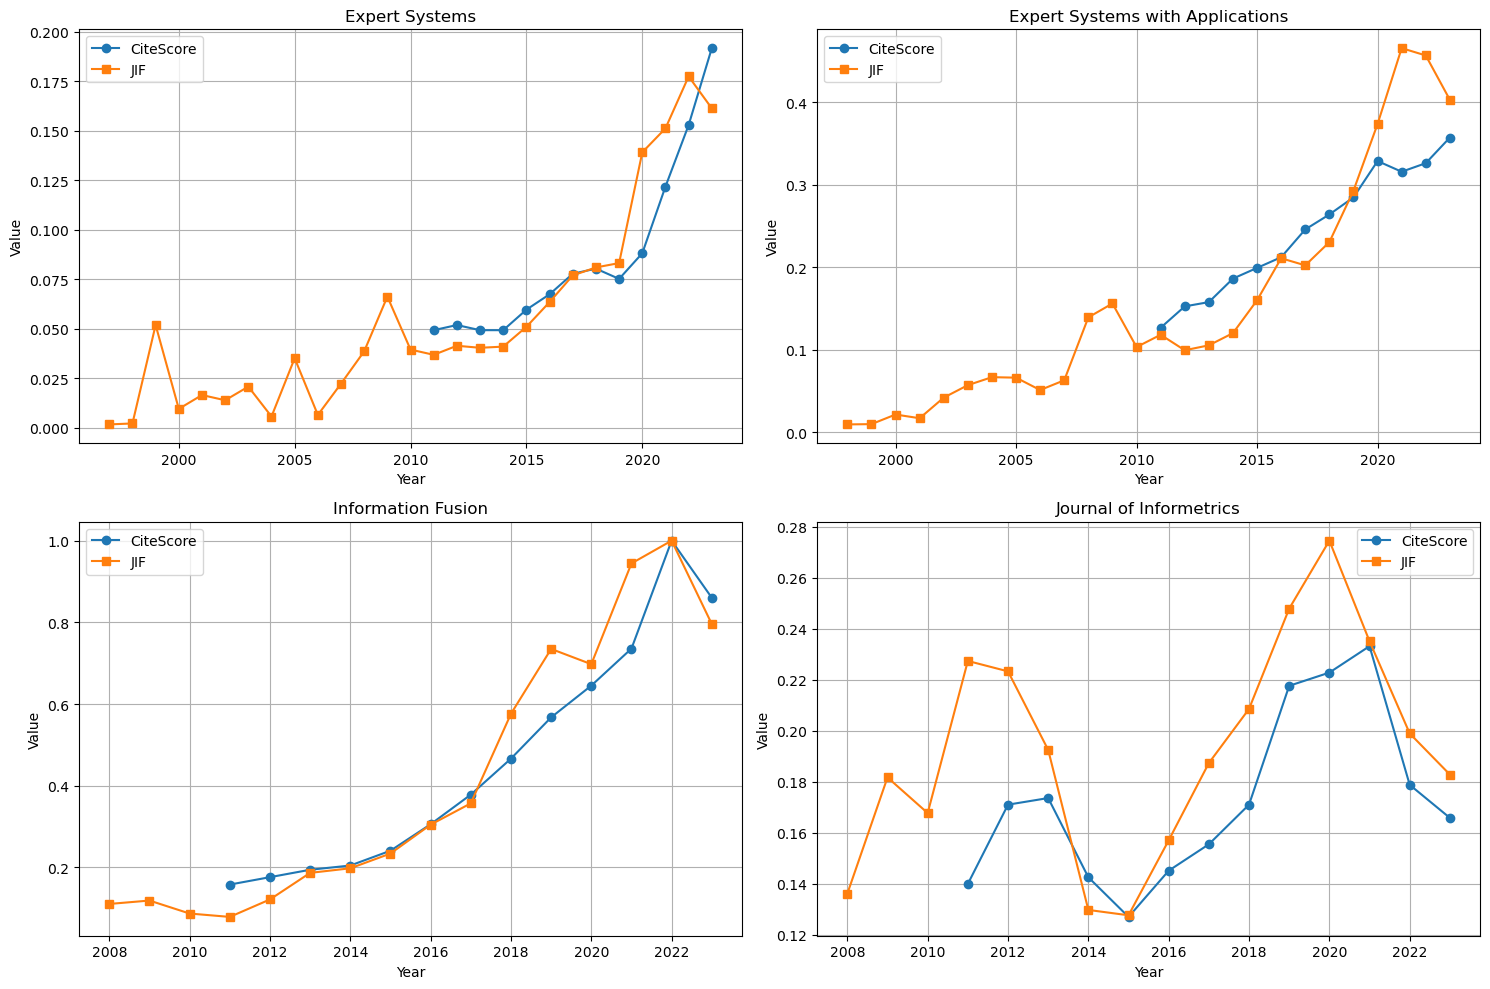 Expert Systems
CiteScore
JIF
Value
0.200
0.175
0.150
0.125
0.100
0.075
0.050
0.025
0.000
2000 2005 2010 2015 2020
Year
Expert Systems with Applications
CiteScore
JIF
Value
0.4
0.3
0.2
0.1
0.0
2000 2005 2010 2015 2020
Year
Information Fusion
CiteScore
JIF
Value
1.0
0.8
0.6
0.4
0.2
2008 2010 2012 2014 2016 2018 2020 2022
Year
Journal of Informetrics
CiteScore
JIF
Value
0.28
0.26
0.24
0.22
0.20
0.18
0.16
0.14
0.12
2008 2010 2012 2014 2016 2018 2020 2022
Year